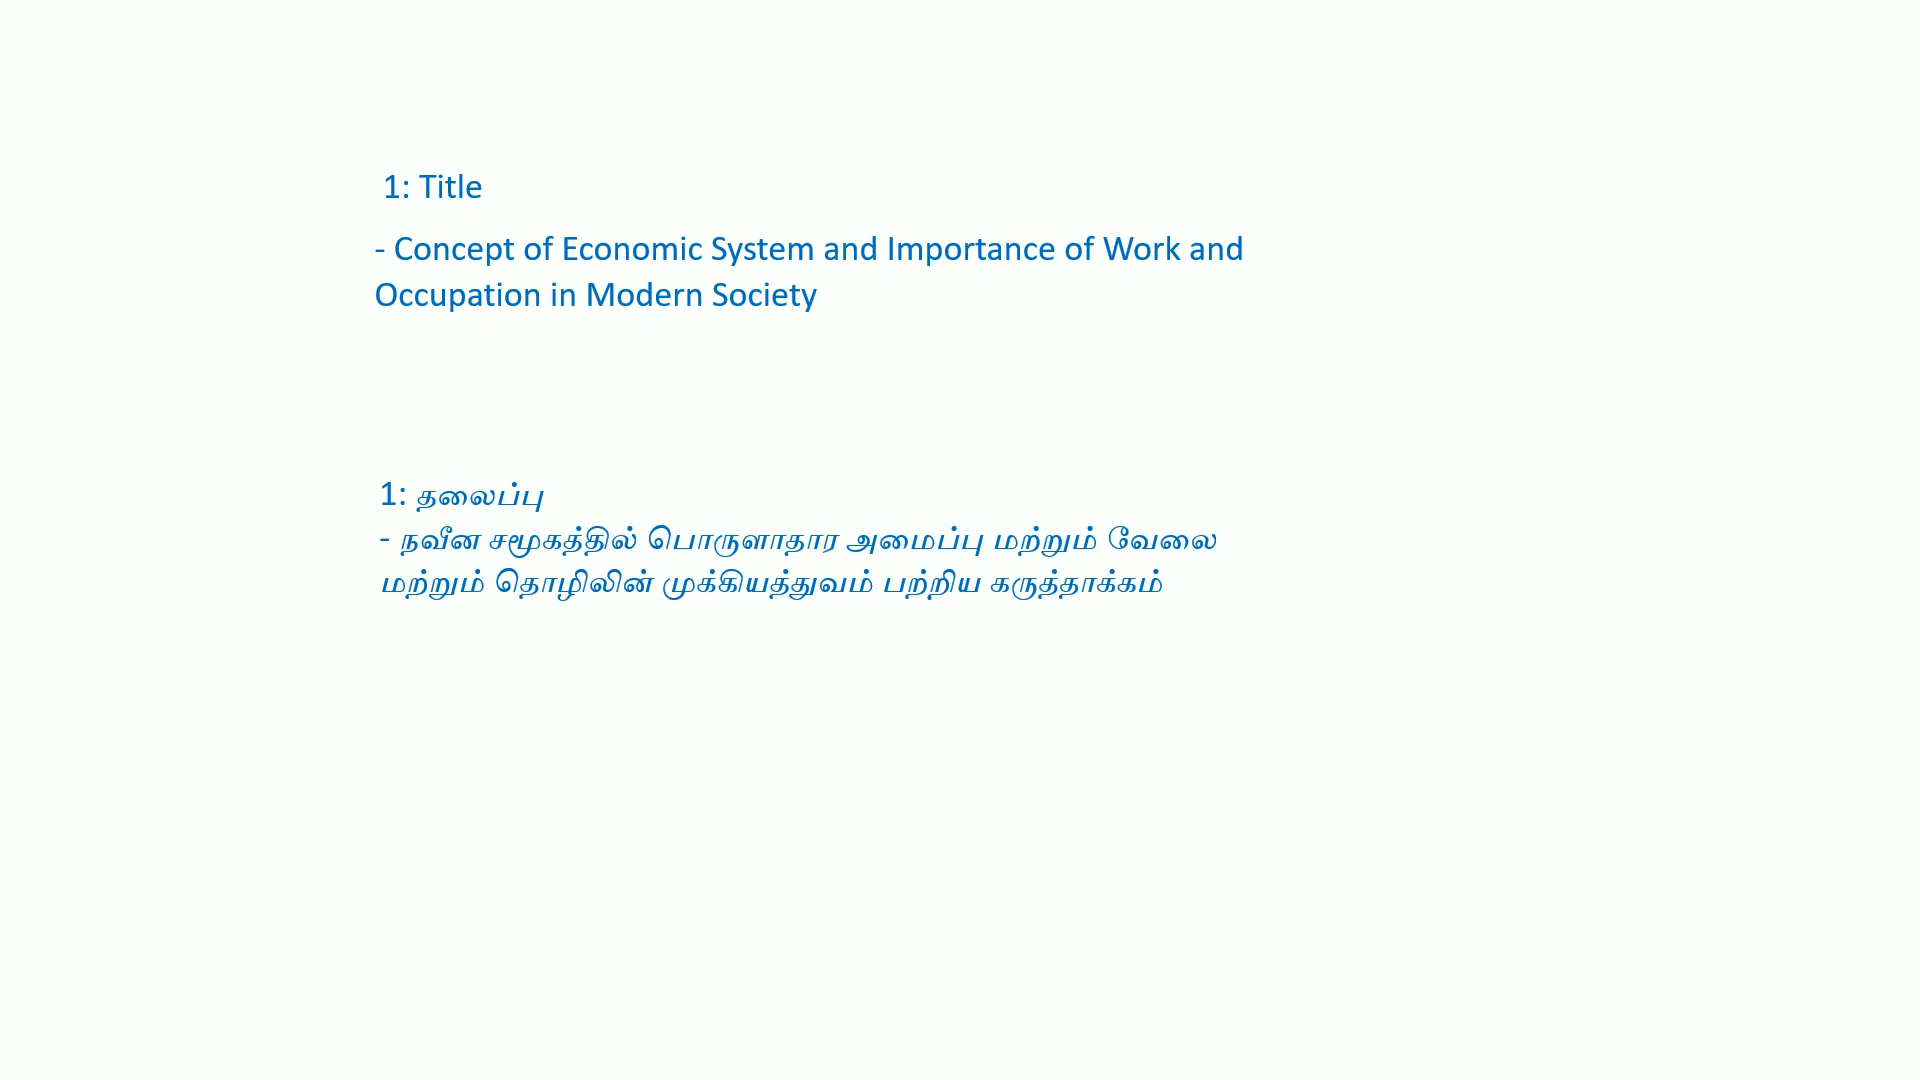 1: Title
- Concept of Economic System and Importance of Work and
Occupation in Modern Society
1: தலைப்பு
- நவீன சமூகத்தில் பொருளாதார அமைப்பு மற்றும் வேலை
மற்றும் தொழிலின் முக்கியத்துவம் பற்றிய கருத்தாக்கம்